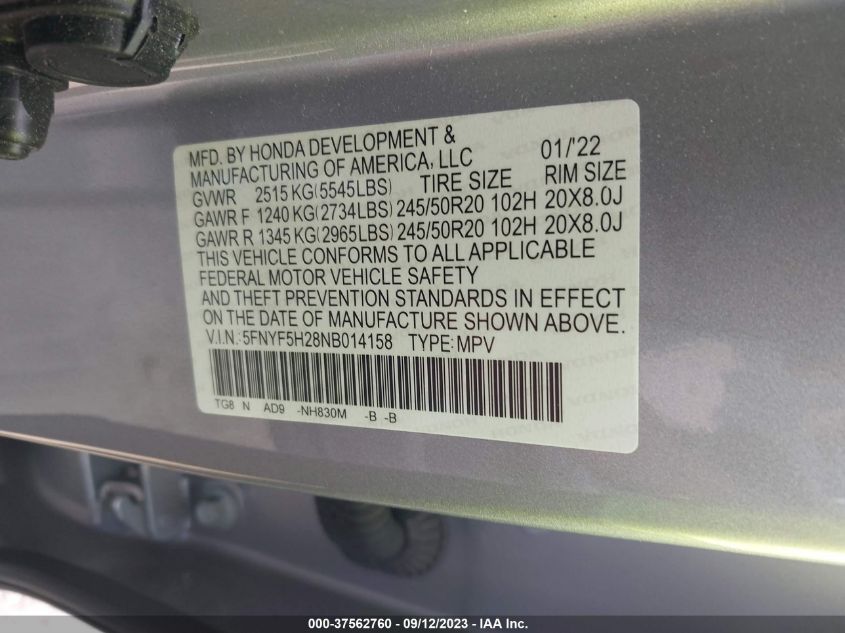 MFD. BY HONDA DEVELOPMENT &
MANUFACTURING OF AMERICA, LLC 01/'22
GVWR 2515 KG(5545LBS) TIRE SIZE RIM SIZE
GAWR F 1240 KG(2734LBS) 245/50R20 102H 20X8.0J
GAWR R 1345 KG(2965LBS) 245/50R20 102H 20X8.0J
THIS VEHICLE CONFORMS TO ALL APPLICABLE
FEDERAL MOTOR VEHICLE SAFETY
AND THEFT PREVENTION STANDARDS IN EFFECT
ON THE DATE OF MANUFACTURE SHOWN ABOVE.
V.I.N.: 5FNYF5H28NB014158 TYPE: MPV
TG8 N AD9 -NH830M -B -B
000-37562760 - 09/12/2023 - IAA Inc.